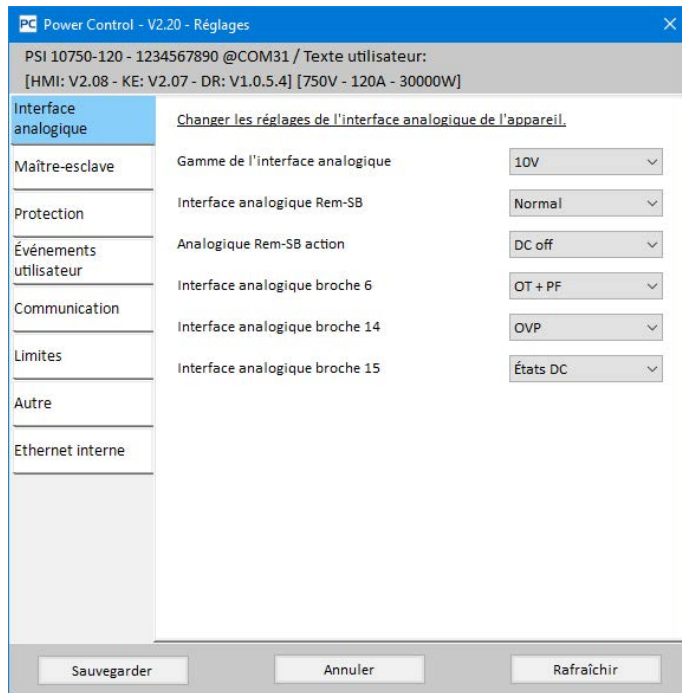 PC Power Control - V2.20 - Réglages
PSI 10750-120 - 1234567890 @COM31 / Texte utilisateur:
[HMI: V2.08 - KE: V2.07 - DR: V1.0.5.4] [750V - 120A - 30000W]
Interface
analogique
Maître-esclave
Protection
Événements
utilisateur
Communication
Limites
Autre
Ethernet interne
Changer les réglages de l'interface analogique de l'appareil.
Gamme de l'interface analogique 10V
Interface analogique Rem-SB Normal
Analogique Rem-SB action DC off
Interface analogique broche 6 OT + PF
Interface analogique broche 14 OVP
Interface analogique broche 15 États DC
Sauvegarder Annuler Rafraîchir